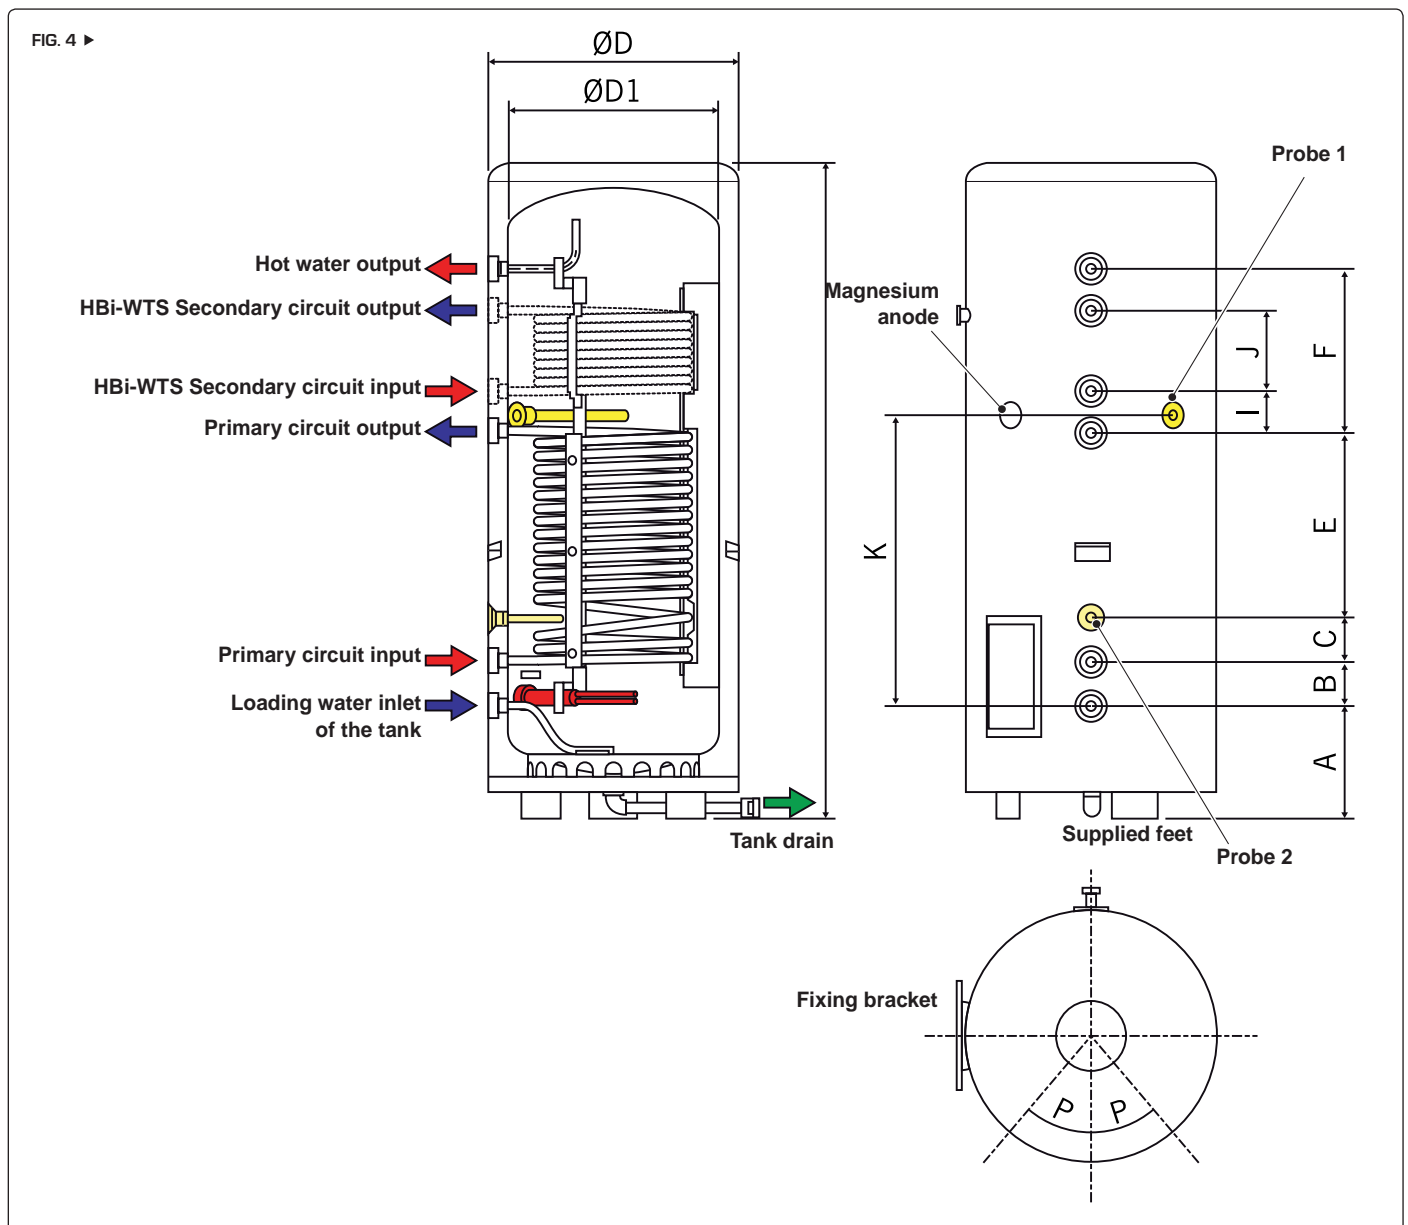 FIG. 4 ▶
ØD
ØD1
Probe 1
Hot water output
HBi-WTS Secondary circuit output
HBi-WTS Secondary circuit input
Primary circuit output
Magnesium
anode
J
F
I
K
E
C
B
A
Primary circuit input
Loading water inlet
of the tank
Tank drain
Supplied feet
Probe 2
Fixing bracket
P
P